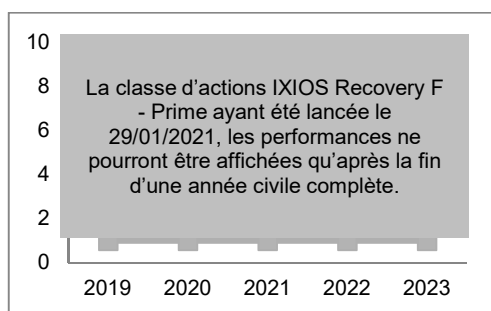 10
8
6
4
2
0
La classe d’actions IXIOS Recovery F
- Prime ayant été lancée le
29/01/2021, les performances ne
pourront être affichées qu’après la fin
d’une année civile complète.
2019 2020 2021 2022 2023